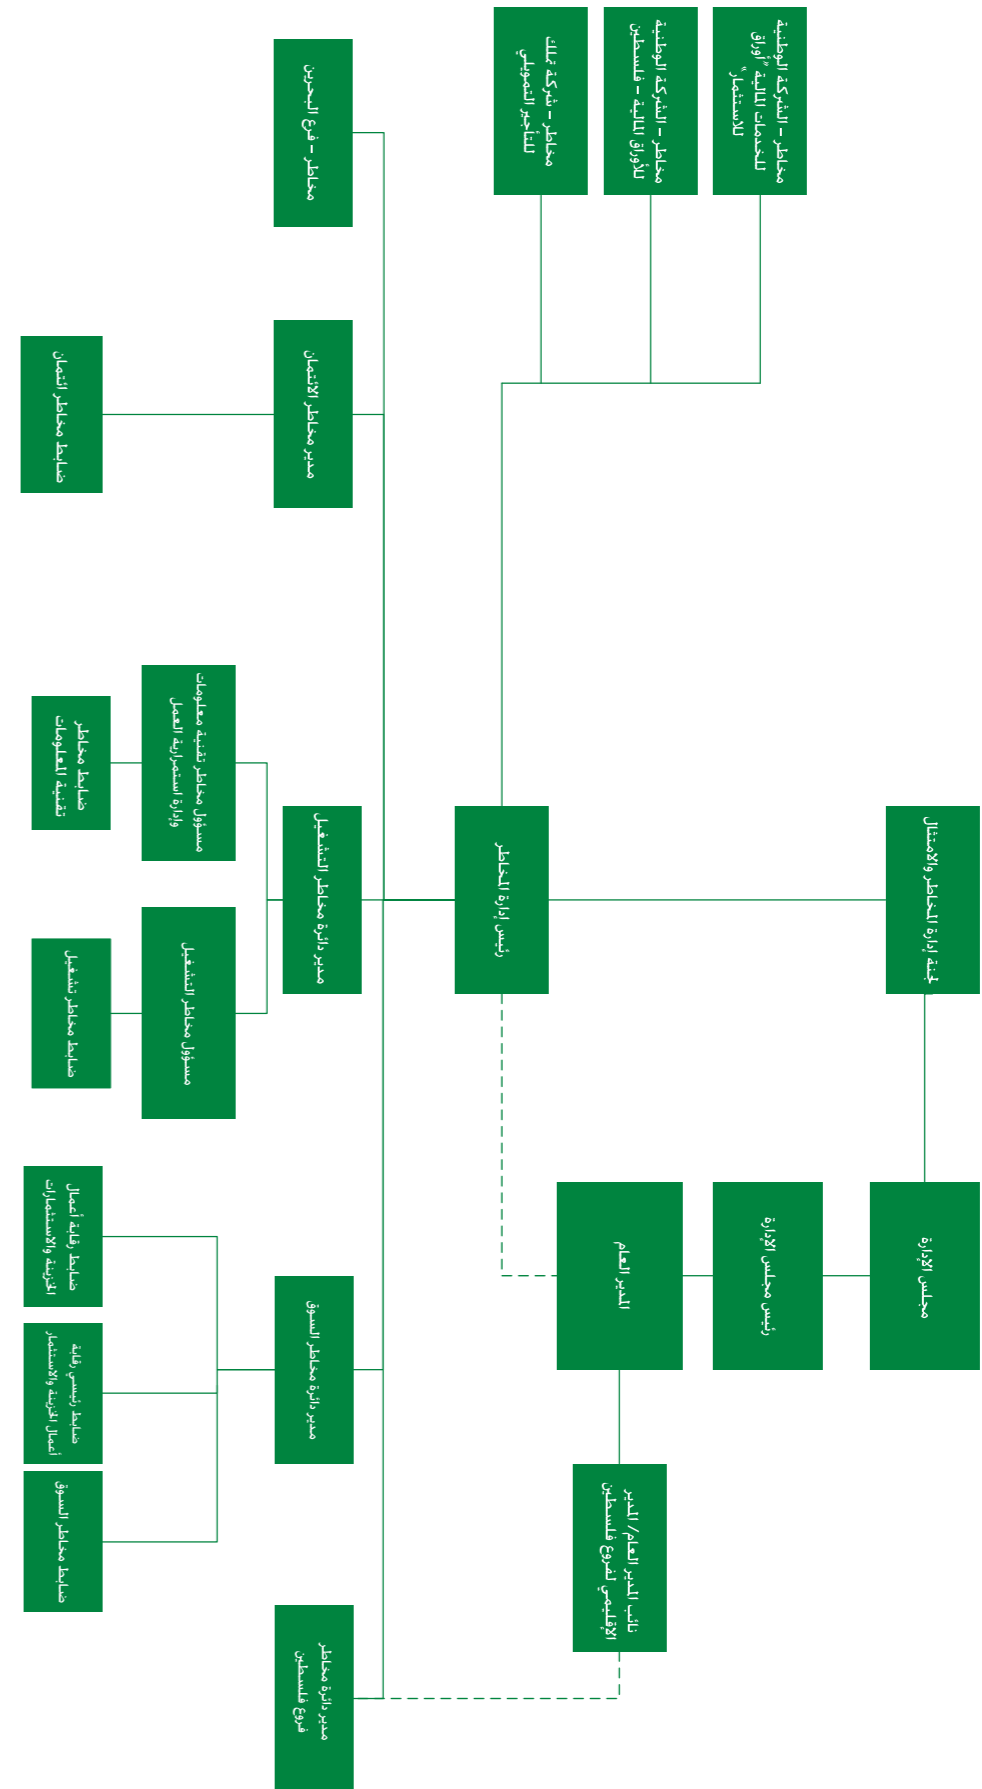 مجلس الإدارة
رئيس مجلس الإدارة
المدير العام
نائب المدير العام/ المدير
الإقليمي لفروع فلسطين
لجنة إدارة المخاطر والامتثال
رئيس إدارة المخاطر
مخاطر – الشركة الوطنية
للخدمات المالية “أوراق
للاستثمار”
مخاطر – الشركة الوطنية
للأوراق المالية – فلسطين
مخاطر – شركة تملك
للتأجير التمويلي
مدير دائرة مخاطر
فروع فلسطين
مدير دائرة مخاطر السوق
مدير دائرة مخاطر التشغيل
مدير مخاطر الائتمان
مخاطر – فرع البحرين
مسؤول مخاطر التشغيل
مسؤول مخاطر تقنية معلومات
وإدارة استمرارية العمل
ضابط مخاطر السوق
ضابط رئيسي رقابة
أعمال الخزينة والاستثمار
ضابط رقابة أعمال
الخزينة والاستثمارات
ضابط مخاطر تشغيل
ضابط مخاطر
تقنية المعلومات
ضابط مخاطر ائتمان